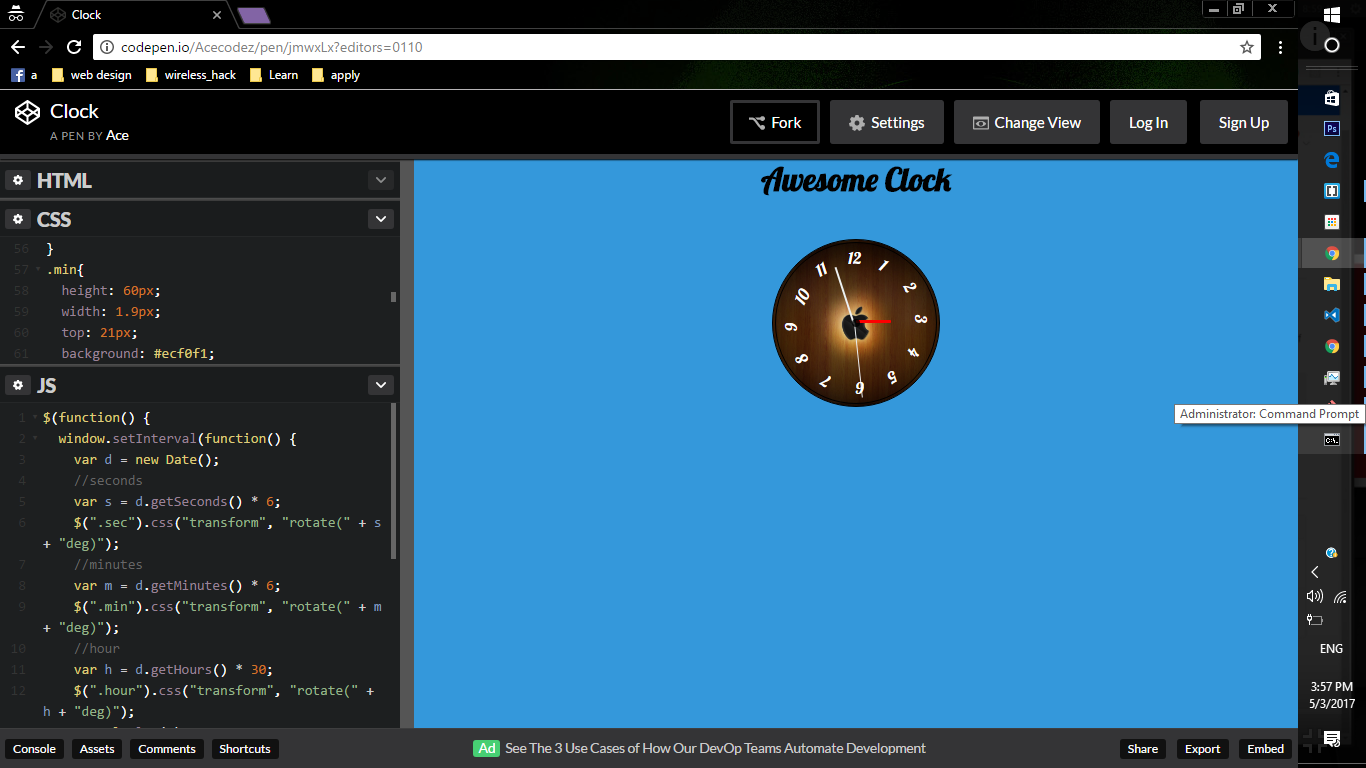 Clock
codepen.io/Acecodez/pen/jmwxLx?editors=0110
a web design wireless_hack Learn apply
Clock
A PEN BY Ace
Fork Settings Change View Log In Sign Up
HTML
CSS
56 }
57 .min{
58 height: 60px;
59 width: 1.9px;
60 top: 21px;
61 background: #ecf0f1;
JS
1 $(function() {
2 window.setInterval(function() {
3 var d = new Date();
4 //seconds
5 var s = d.getSeconds() * 6;
6 $(".sec").css("transform", "rotate(" + s
+ "deg)");
7 //minutes
8 var m = d.getMinutes() * 6;
9 $(".min").css("transform", "rotate(" + m
+ "deg)");
10 //hour
11 var h = d.getHours() * 30;
12 $(".hour").css("transform", "rotate(" +
h + "deg)");
Awesome Clock
12
1
2
3
4
5
6
7
8
9
10
11
Ps
Administrator: Command Prompt
C:\.
ENG
3:57 PM
5/3/2017
Console Assets Comments Shortcuts
Ad See The 3 Use Cases of How Our DevOp Teams Automate Development
Share Export Embed